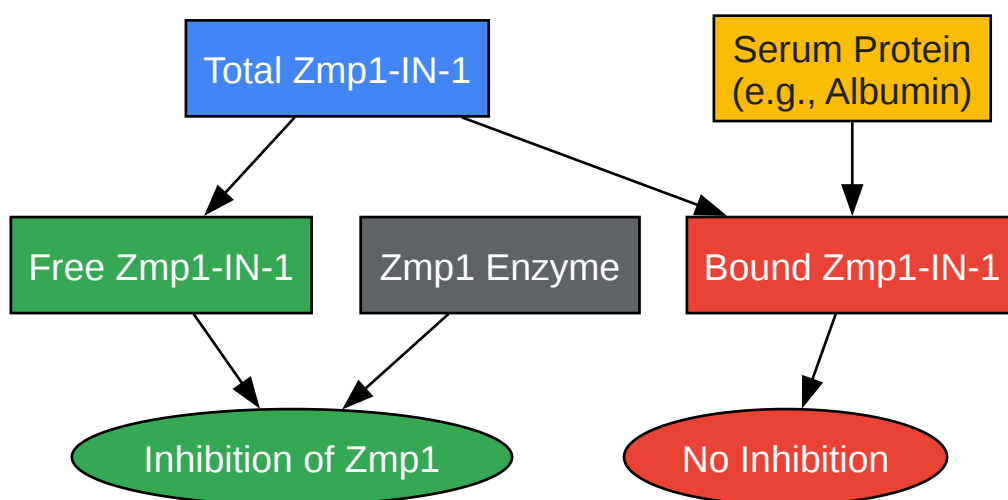 Total Zmp1-IN-1
Serum Protein
(e.g., Albumin)
Free Zmp1-IN-1
Zmp1 Enzyme
Bound Zmp1-IN-1
Inhibition of Zmp1
No Inhibition